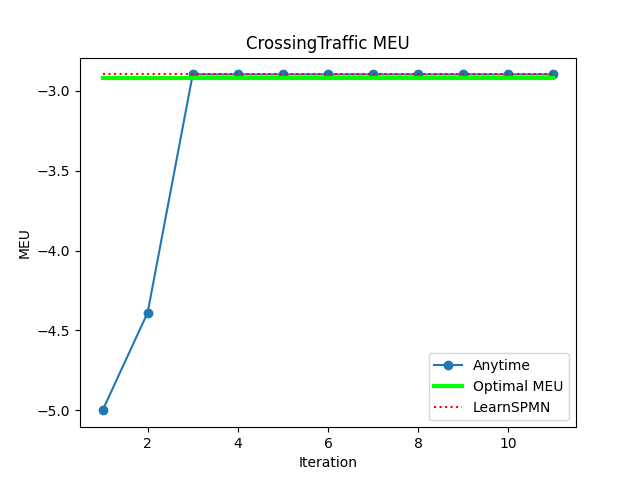 CrossingTraffic MEU
−3.0
−3.5
−4.0
−4.5
−5.0
MEU
2
4
6
8
10
Iteration
Anytime
Optimal MEU
LearnSPMN